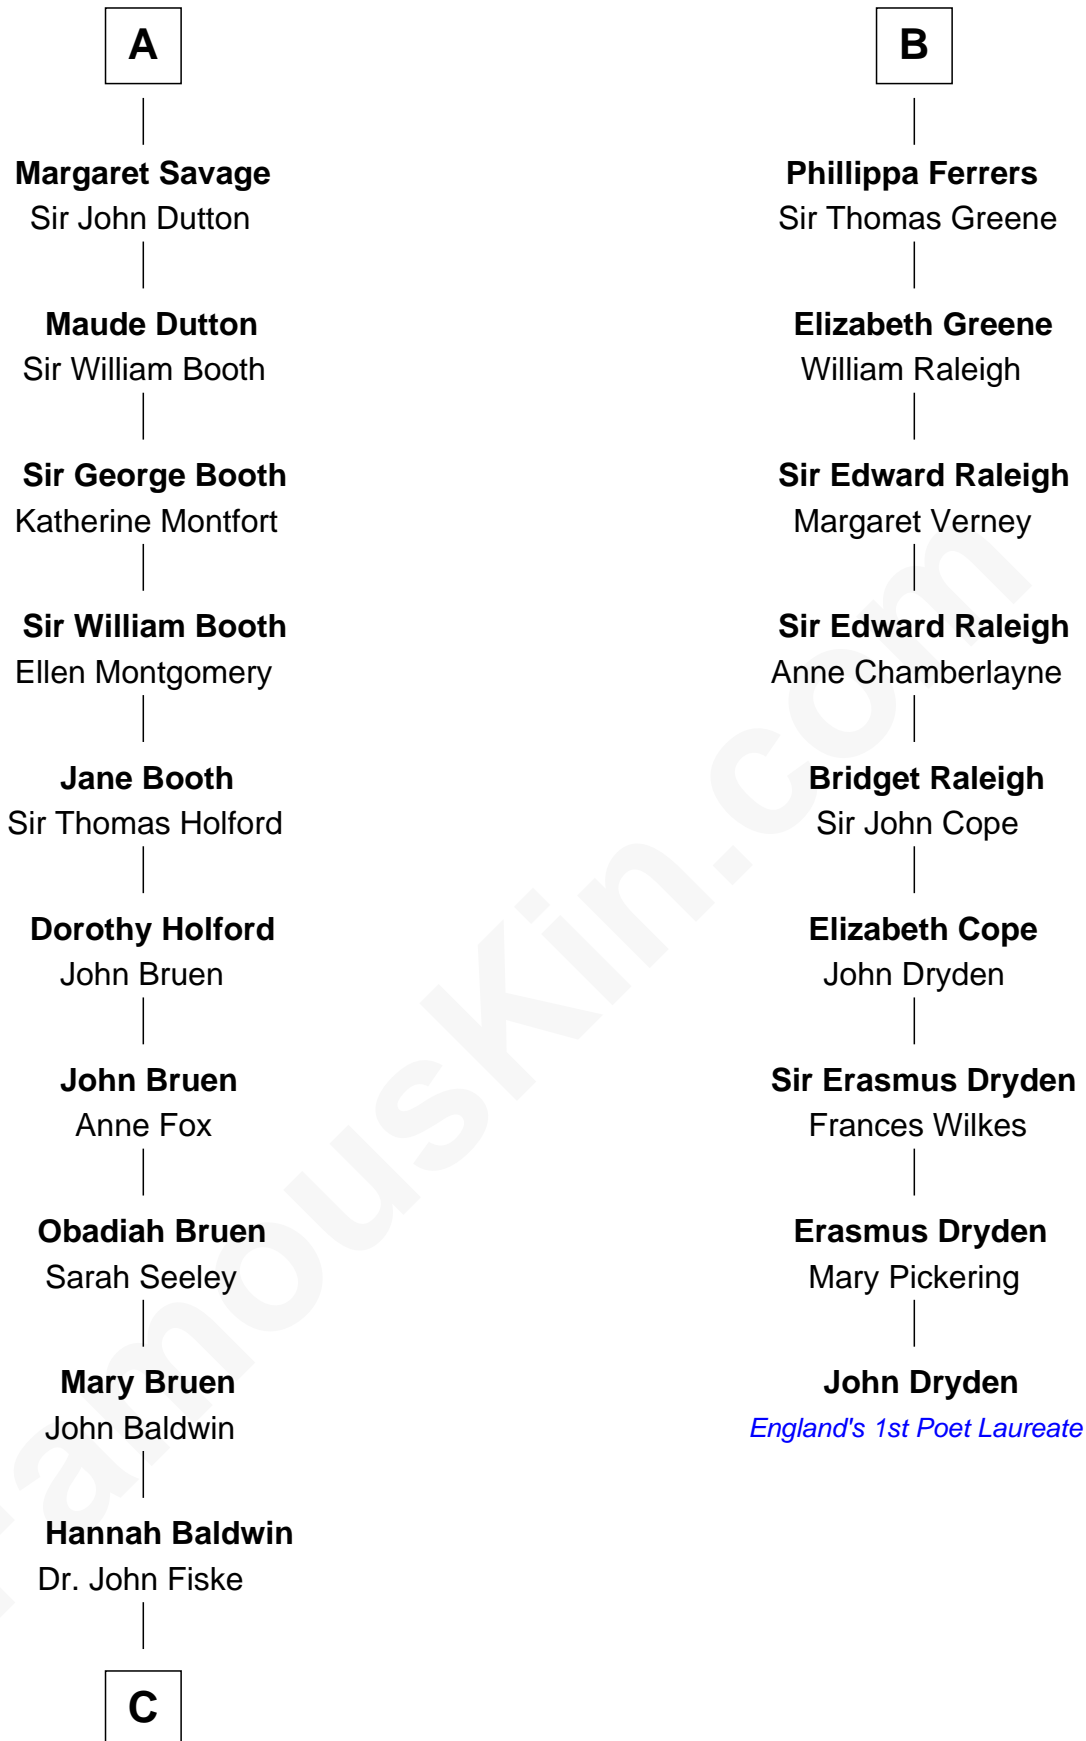 A
Margaret Savage
Sir John Dutton
Maude Dutton
Sir William Booth
Sir George Booth
Katherine Montfort
Sir William Booth
Ellen Montgomery
Jane Booth
Sir Thomas Holford
Dorothy Holford
John Bruen
John Bruen
Anne Fox
Obadiah Bruen
Sarah Seeley
Mary Bruen
John Baldwin
Hannah Baldwin
Dr. John Fiske
C
B
Phillippa Ferrers
Sir Thomas Greene
Elizabeth Greene
William Raleigh
Sir Edward Raleigh
Margaret Verney
Sir Edward Raleigh
Anne Chamberlayne
Bridget Raleigh
Sir John Cope
Elizabeth Cope
John Dryden
Sir Erasmus Dryden
Frances Wilkes
Erasmus Dryden
Mary Pickering
John Dryden
England's 1st Poet Laureate
FamousKin.com